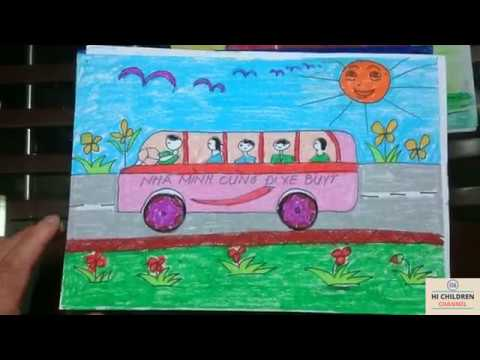 NHÀ MÌNH CÙNG ĐI XE BUÝT
HI CHILDREN
CHANNEL